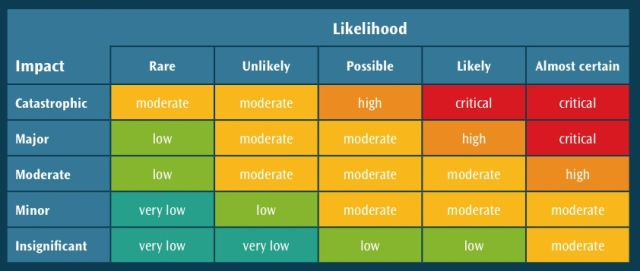 Likelihood
Impact Rare Unlikely Possible Likely Almost certain
Catastrophic moderate moderate high critical critical
Major low moderate moderate high critical
Moderate low moderate moderate moderate high
Minor very low low moderate moderate moderate
Insignificant very low very low low low moderate